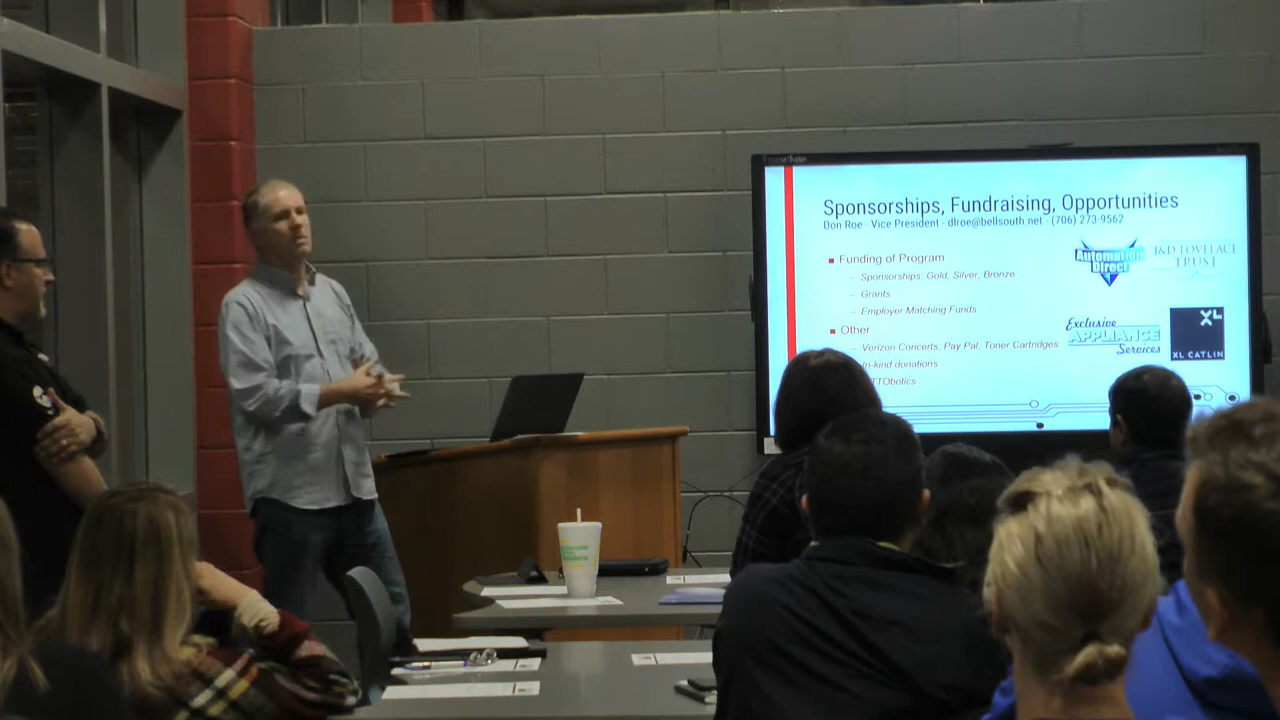 Sponsorships, Fundraising, Opportunities
Don Roe - Vice President - dlroe@bellsouth.net - (706) 273-9562
Funding of Program
Sponsorships: Gold, Silver, Bronze
Grants
Employer Matching Funds
Other
Verizon Concerts, Pay Pal, Toner Cartridges
In-kind donations
TTObotics
Automation
Direct
J&D LOVELACE
TRUST
Exclusive
APPLIANCE
Services
XL
XL CATLIN